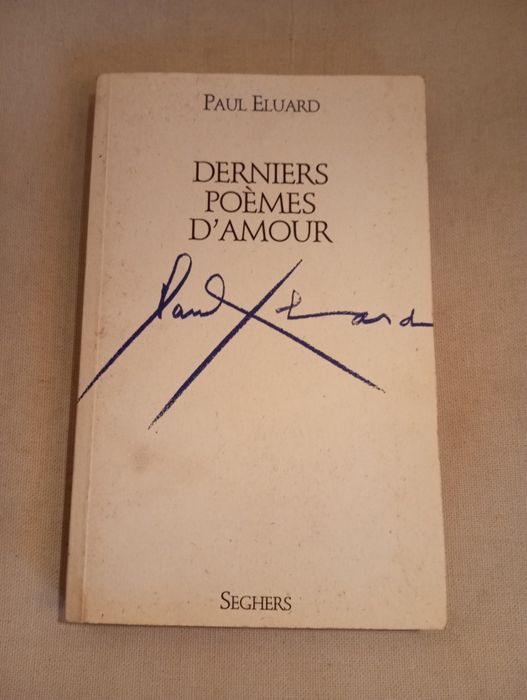 PAUL ELUARD
DERNIERS
POÈMES
D'AMOUR
Paul Eluard
SEGHERS